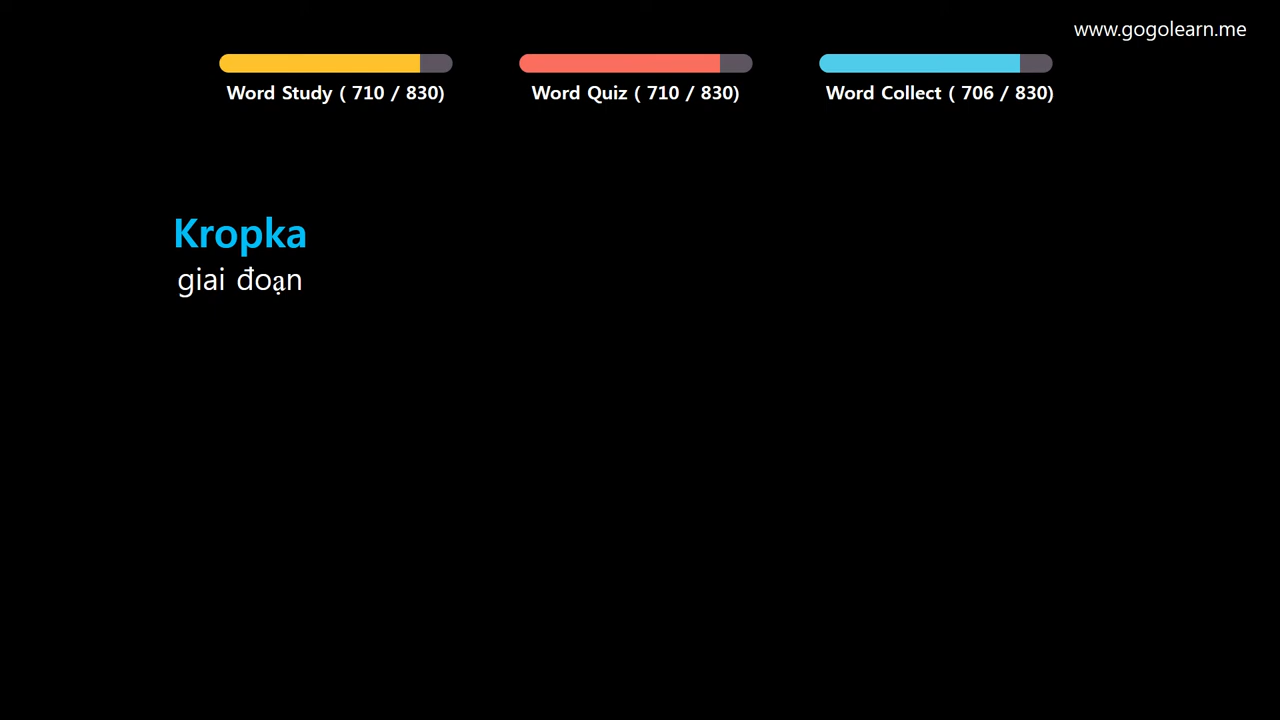 www.gogolearn.me
Word Study ( 710 / 830)
Word Quiz ( 710 / 830)
Word Collect ( 706 / 830)
Kropka
giai đoạn